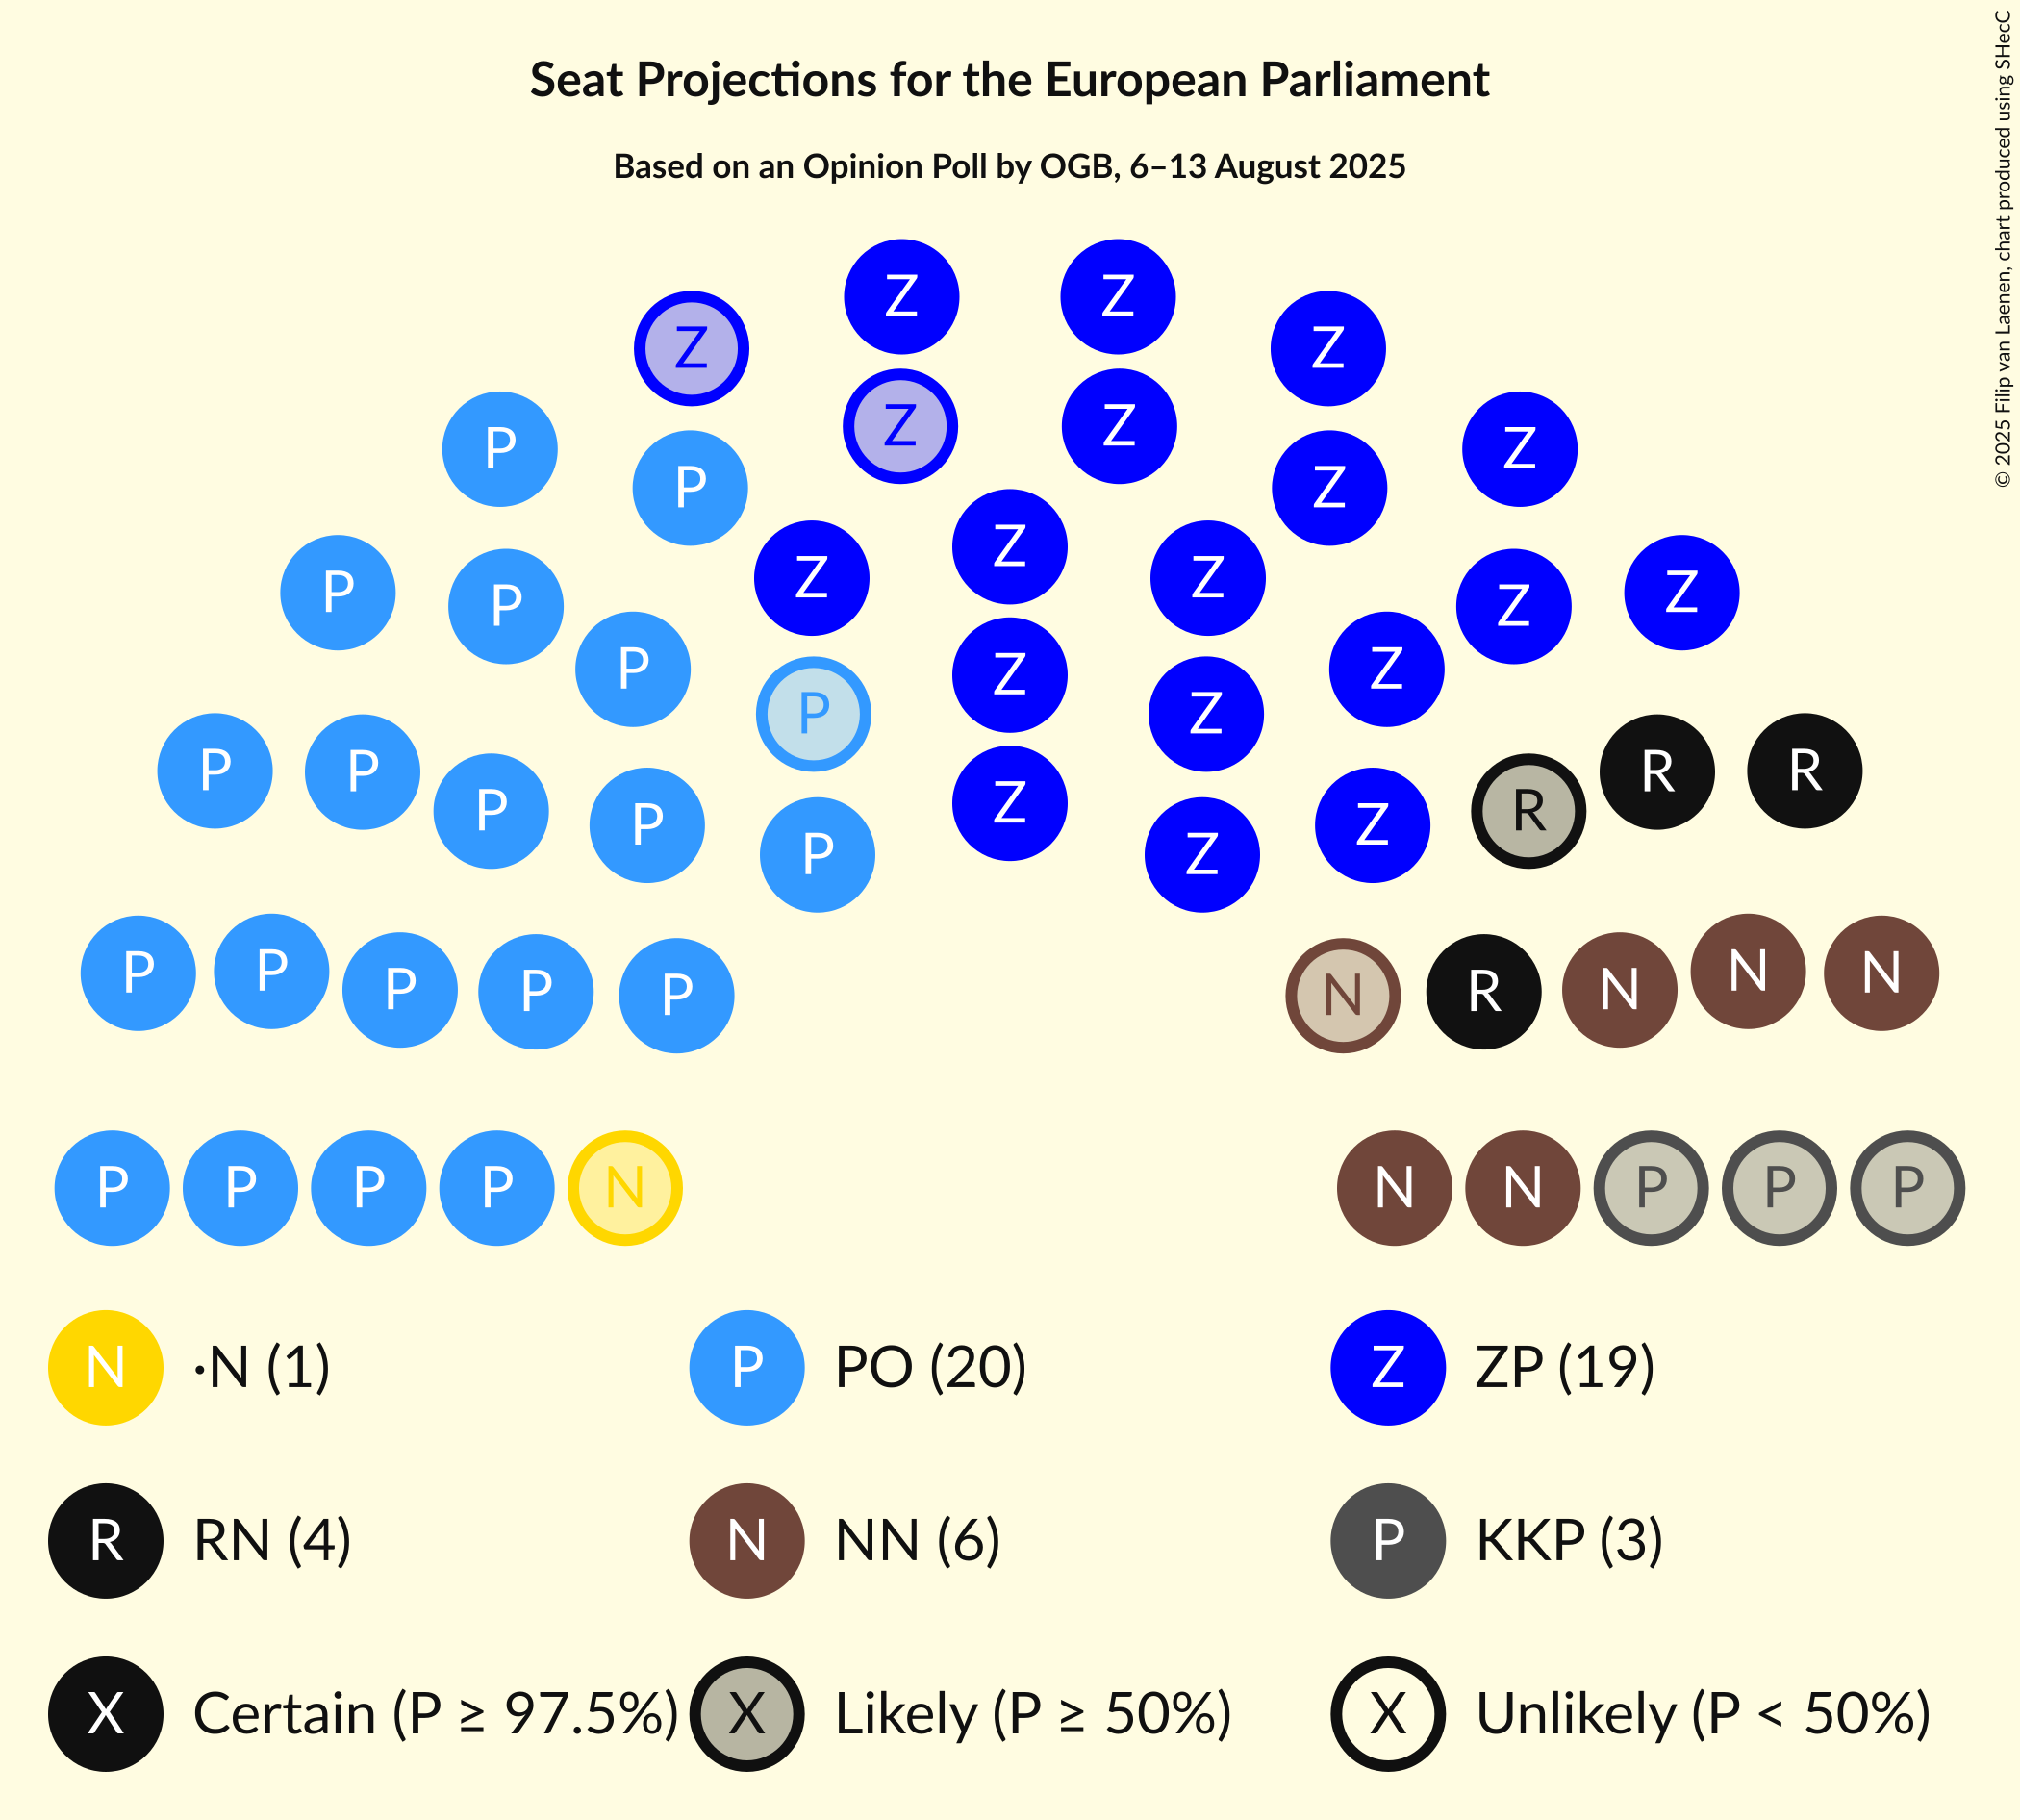 Seat Projections for the European Parliament
Based on an Opinion Poll by OGB, 6–13 August 2025
© 2025 Filip van Laenen, chart produced using SHecC
Z Z
Z Z
Z Z
P Z
P Z
Z
Z Z
P Z
P Z
P Z
P Z
Z
P Z
P P R R
P R
P Z
Z
P Z
P P N N
P N
P R
P N
P P P P N N N P P P
N ·N (1) P PO (20) Z ZP (19)
R RN (4) N NN (6) P KKP (3)
X Certain (P ≥ 97.5%) X Likely (P ≥ 50%) X Unlikely (P < 50%)